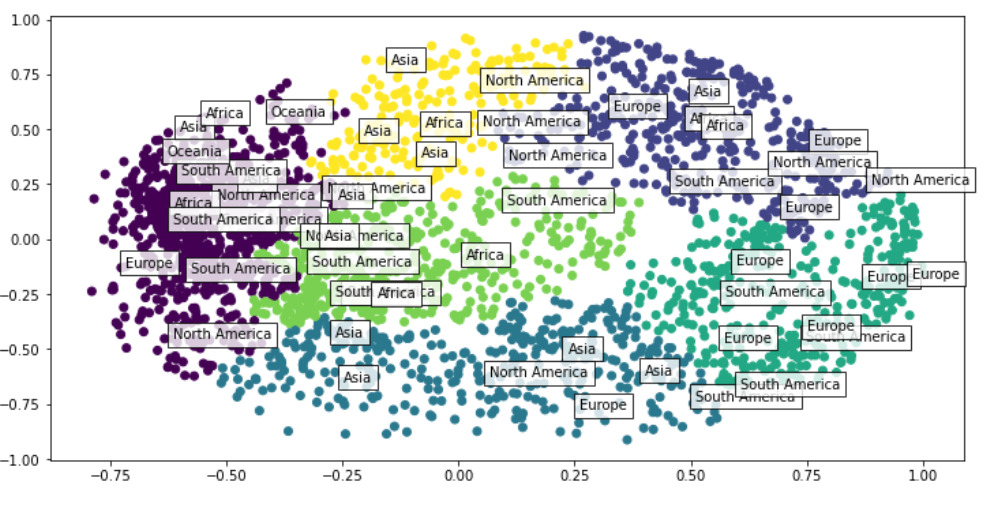 1.00
0.75
0.50
0.25
0.00
−0.25
−0.50
−0.75
−1.00
Asia
North America
Asia
Africa
Oceania
Europe
North America
Africa
Africa
Asia
Asia
Europe
Oceania
Asia
North America
North America
South America
South America
North America
North America
Asia
Africa
South America
Europe
South America
Asia
Africa
South America
Europe
South America
Europe
Europe
Europe
South America
Africa
South America
Europe
North America
Asia
Europe
Asia
Asia
North America
Asia
South America
South America
Europe
−0.75
−0.50
−0.25
0.00
0.25
0.50
0.75
1.00